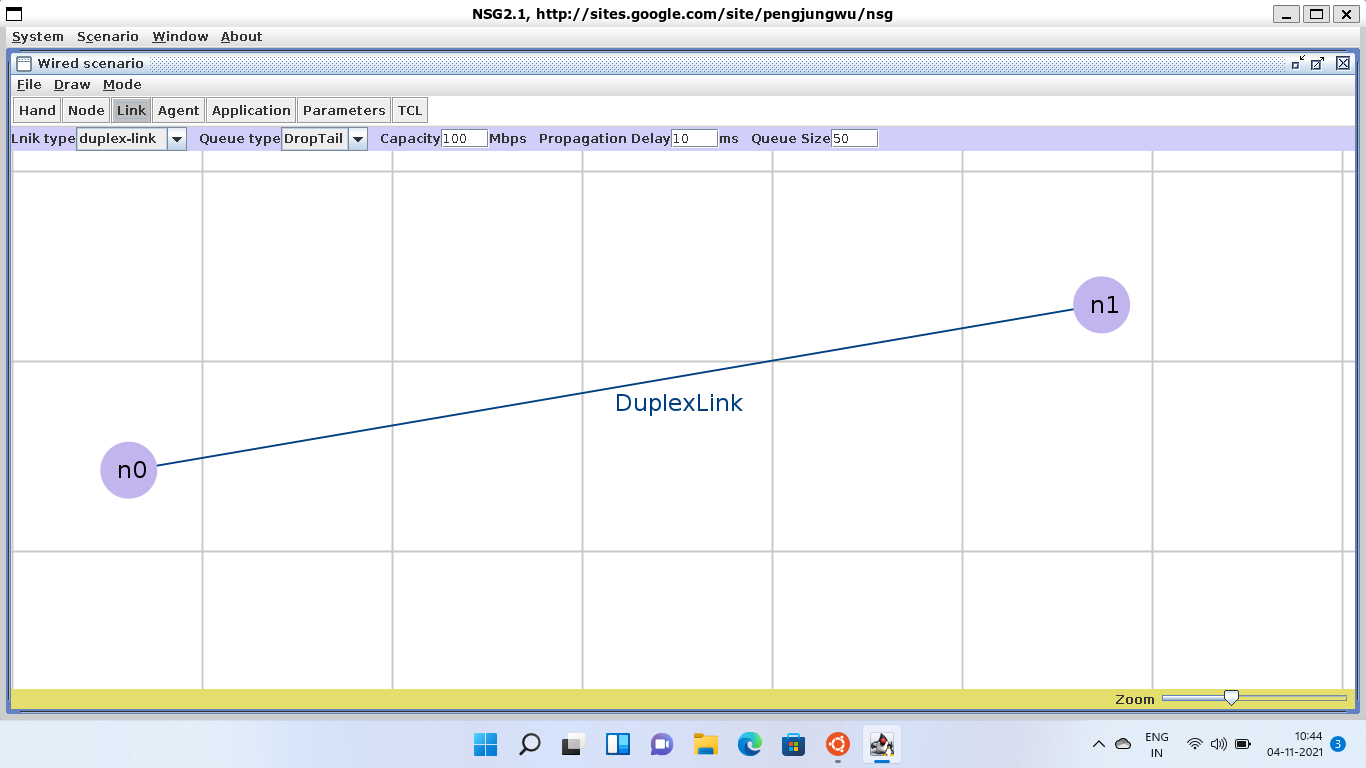 NSG2.1, http://sites.google.com/site/pengjungwu/nsg
System Scenario Window About
Wired scenario
File Draw Mode
Hand Node Link Agent Application Parameters TCL
Lnik type duplex-link Queue type DropTail Capacity 100 Mbps Propagation Delay 10 ms Queue Size 50
n1
DuplexLink
n0
Zoom
ENG 10:44
IN 04-11-2021 3